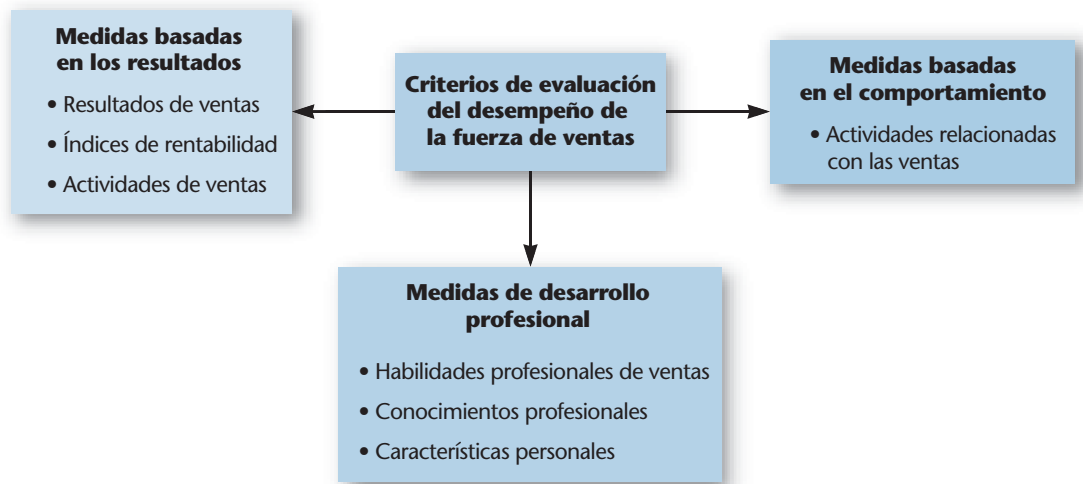 Medidas basadas
en los resultados
• Resultados de ventas
• Índices de rentabilidad
• Actividades de ventas
Criterios de evaluación
del desempeño de
la fuerza de ventas
Medidas basadas
en el comportamiento
• Actividades relacionadas
con las ventas
Medidas de desarrollo
profesional
• Habilidades profesionales de ventas
• Conocimientos profesionales
• Características personales